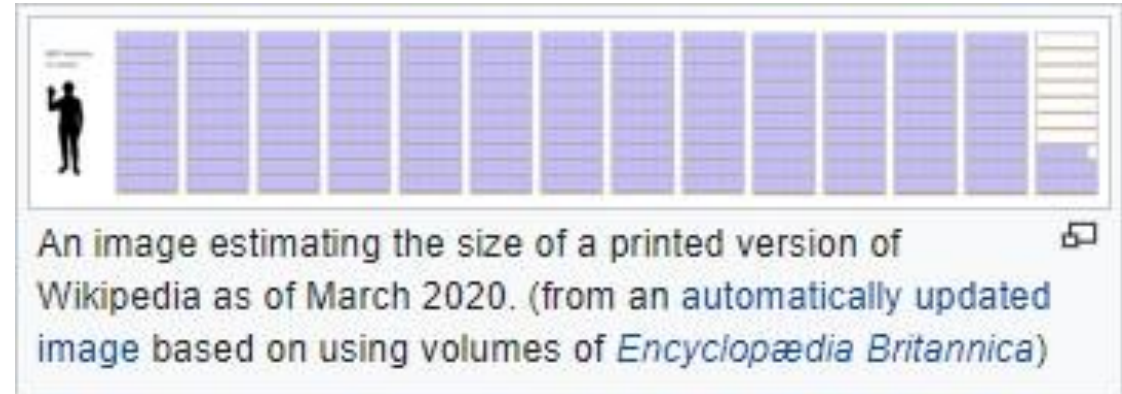 An image estimating the size of a printed version of
Wikipedia as of March 2020. (from an automatically updated
image based on using volumes of Encyclopædia Britannica)